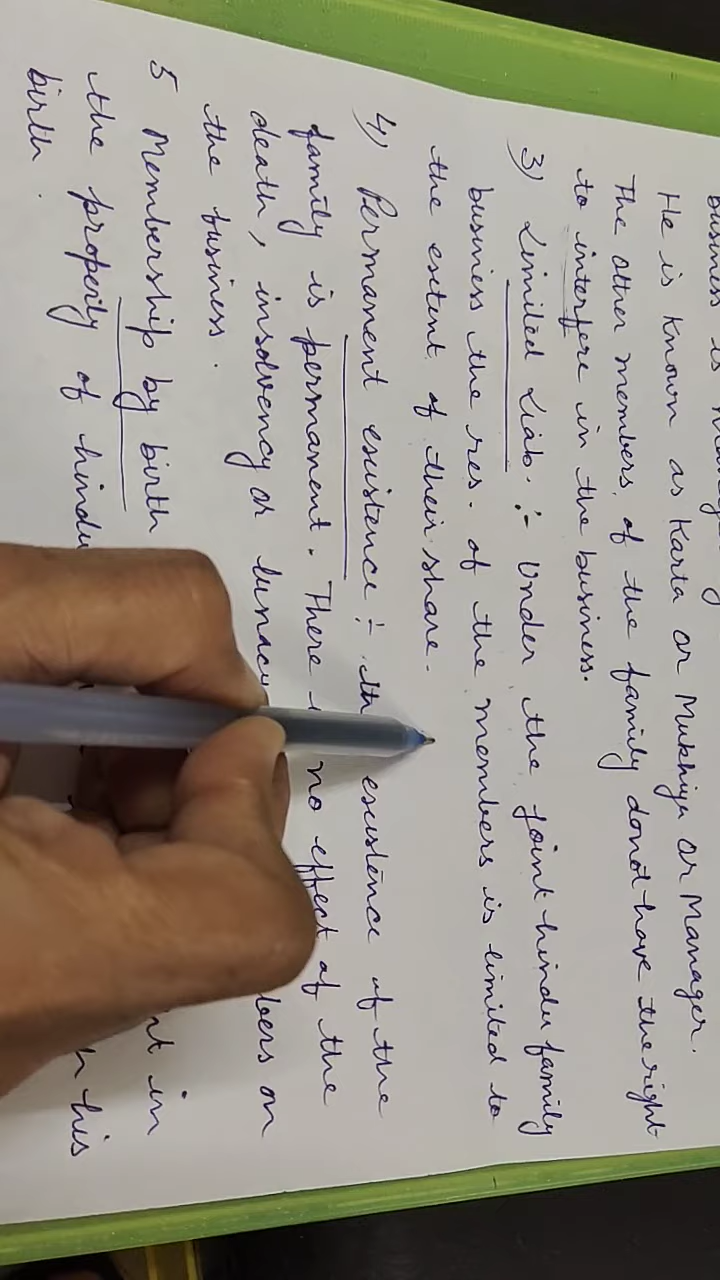 business is
He is known as Karta or Mukhiya or Manager.
The other members of the family donot have the right
to interfere in the business.
3) Limited Liab. :- Under the joint hindu family
business the res. of the members is limited to
the extent of their share.
4) Permanent existence :- existence of the
family is permanent. There no effect of the
death, insolvency or lunacy on
the business.
5 Membership by birth in
the property of hindu his
birth.